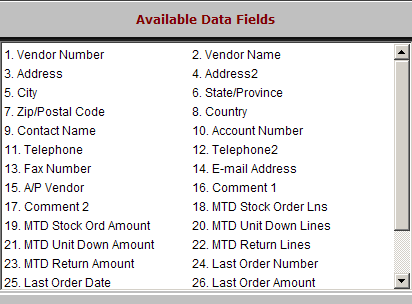 Available Data Fields
1. Vendor Number 2. Vendor Name
3. Address 4. Address2
5. City 6. State/Province
7. Zip/Postal Code 8. Country
9. Contact Name 10. Account Number
11. Telephone 12. Telephone2
13. Fax Number 14. E-mail Address
15. A/P Vendor 16. Comment 1
17. Comment 2 18. MTD Stock Order Lns
19. MTD Stock Ord Amount 20. MTD Unit Down Lines
21. MTD Unit Down Amount 22. MTD Return Lines
23. MTD Return Amount 24. Last Order Number
25. Last Order Date 26. Last Order Amount